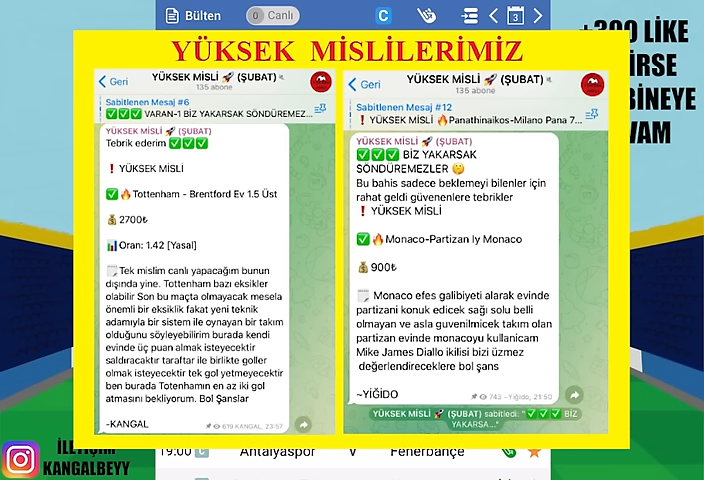 Bülten
0 Canlı
C
3
+300 LİKE
YÜKSEK MİSLİLERİMİZ
Geri
YÜKSEK MİSLİ 🚀 (ŞUBAT)
135 abone
Sabitlenen Mesaj #6
✅✅✅ VARAN-1 BİZ YAKARSAK SÖNDÜREMEZ...
YÜKSEK MİSLİ 🚀 (ŞUBAT)
Tebrik ederim ✅✅✅
❗ YÜKSEK MİSLİ
✅🔥Tottenham - Brentford Ev 1.5 Üst
💰2700₺
📊Oran: 1.42 [Yasal]
🗒️Tek mislim canlı yapacağım bunun
dışında yine. Tottenham bazı eksikler
olabilir Son bu maçta olmayacak mesela
önemli bir eksiklik fakat yeni teknik
adamıyla bir sistem ile oynayan bir takım
olduğunu söyleyebilirim burada kendi
evinde üç puan almak isteyecektir
saldıracaktır taraftar ile birlikte goller
olmak isteyecektir tek gol yetmeyecektir
ben burada Totenhamın en az iki gol
atmasını bekliyorum. Bol Şanslar
-KANGAL
619 KANGAL, 23:57
Geri
YÜKSEK MİSLİ 🚀 (ŞUBAT)
135 abone
Sabitlenen Mesaj #12
❗ YÜKSEK MİSLİ 🔥Panathinaikos-Milano Pana 7...
YÜKSEK MİSLİ 🚀 (ŞUBAT)
✅✅✅ BİZ YAKARSAK
SÖNDÜREMEZLER 🤫
Bu bahis sadece beklemeyi bilenler için
rahat geldi güvenenlere tebrikler
❗ YÜKSEK MİSLİ
✅🔥Monaco-Partizan Iy Monaco
💰900₺
🗒️ Monaco efes galibiyeti alarak evinde
partizani konuk edicek sağı solu belli
olmayan ve asla guvenilmicek takım olan
partizan evinde monacoyu kullanicam
Mike James Diallo ikilisi bizi üzmez
değerlendireceklere bol şans
~YİĞİDO
743 ~Yiğido, 21:50
YÜKSEK MİSLİ 🚀 (ŞUBAT) sabitledi: "✅✅✅ BİZ
YAKARSA..."
İLETİŞİM
KANGALBEYY
19:00 C Antalyaspor v Fenerbahçe